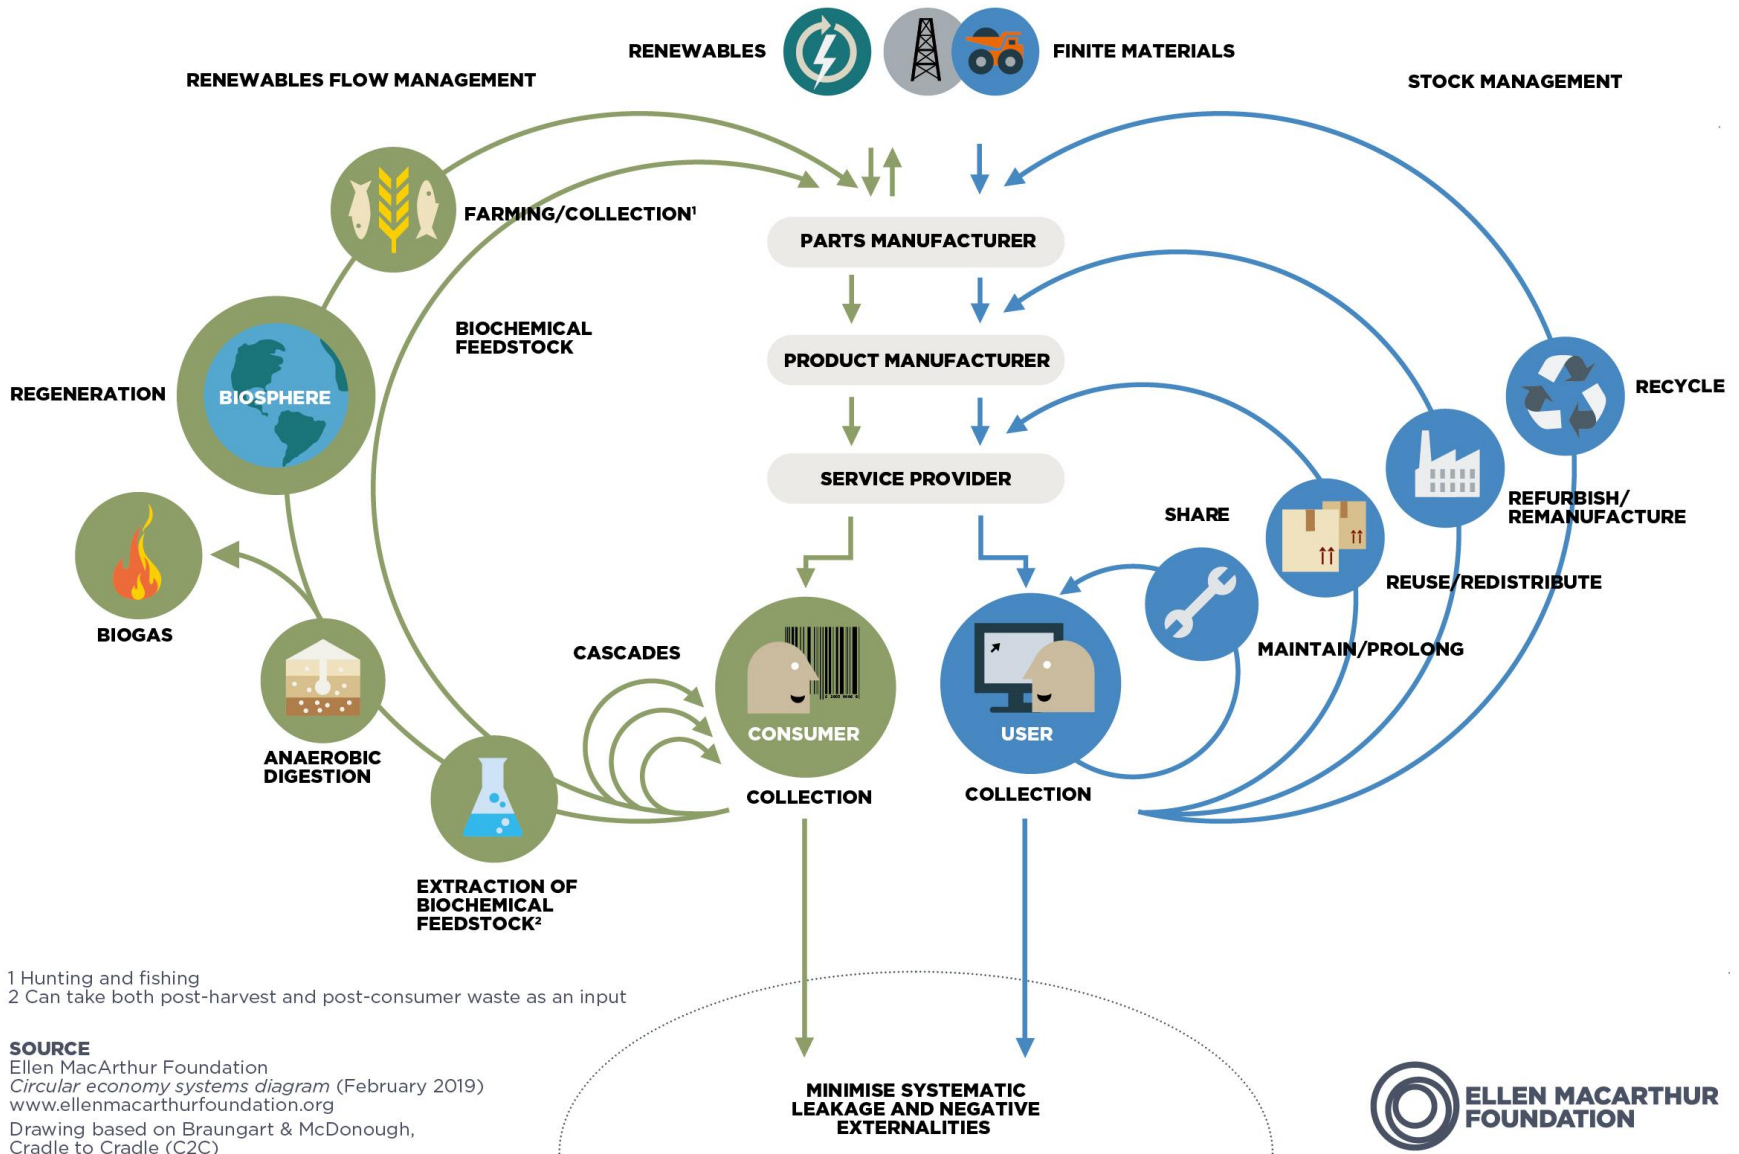 RENEWABLES
FINITE MATERIALS
RENEWABLES FLOW MANAGEMENT
STOCK MANAGEMENT
FARMING/COLLECTION¹
PARTS MANUFACTURER
BIOCHEMICAL
FEEDSTOCK
PRODUCT MANUFACTURER
REGENERATION
BIOSPHERE
RECYCLE
SERVICE PROVIDER
SHARE
REFURBISH/
REMANUFACTURE
REUSE/REDISTRIBUTE
BIOGAS
CASCADES
MAINTAIN/PROLONG
CONSUMER
USER
ANAEROBIC
DIGESTION
COLLECTION
COLLECTION
EXTRACTION OF
BIOCHEMICAL
FEEDSTOCK²
1 Hunting and fishing
2 Can take both post-harvest and post-consumer waste as an input
SOURCE
Ellen MacArthur Foundation
Circular economy systems diagram (February 2019)
www.ellenmacarthurfoundation.org
Drawing based on Braungart & McDonough,
Cradle to Cradle (C2C)
MINIMISE SYSTEMATIC
LEAKAGE AND NEGATIVE
EXTERNALITIES
ELLEN MACARTHUR
FOUNDATION